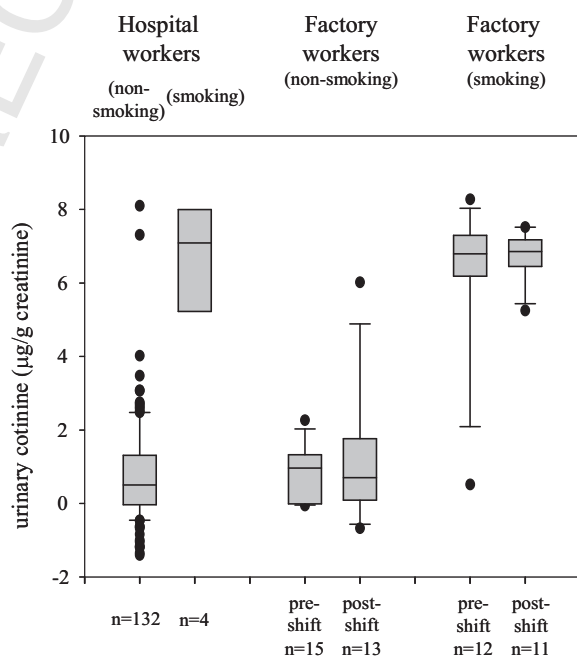 Hospital workers
Factory workers
Factory workers
(non-smoking)
(smoking)
(non-smoking)
(smoking)
10
8
6
4
2
0
-2
urinary cotinine (μg/g creatinine)
n=132
n=4
pre-shift
n=15
post-shift
n=13
pre-shift
n=12
post-shift
n=11